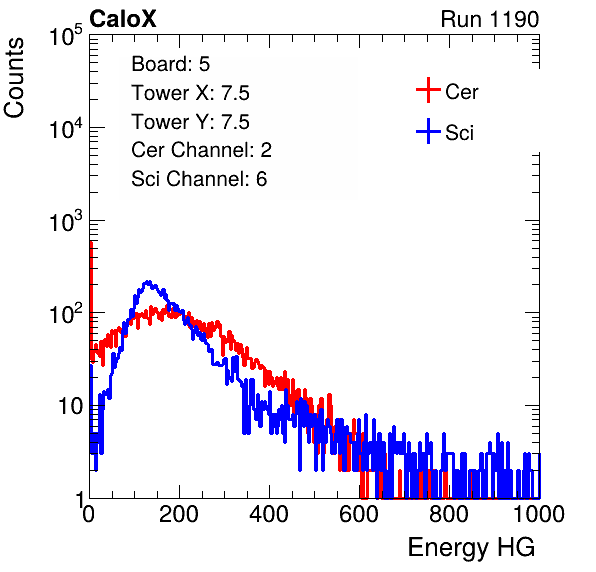 CaloX
Run 1190
Counts
10^5
10^4
10^3
10^2
10
1
Board: 5
Tower X: 7.5
Tower Y: 7.5
Cer Channel: 2
Sci Channel: 6
Cer
Sci
0 200 400 600 800 1000
Energy HG